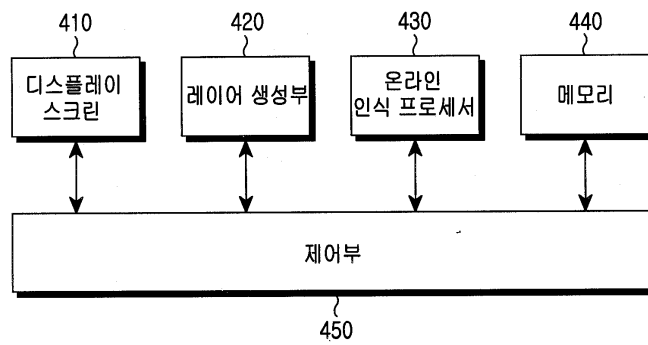 410
420
430
440
디스플레이
스크린
레이어 생성부
온라인
인식 프로세서
메모리
제어부
450